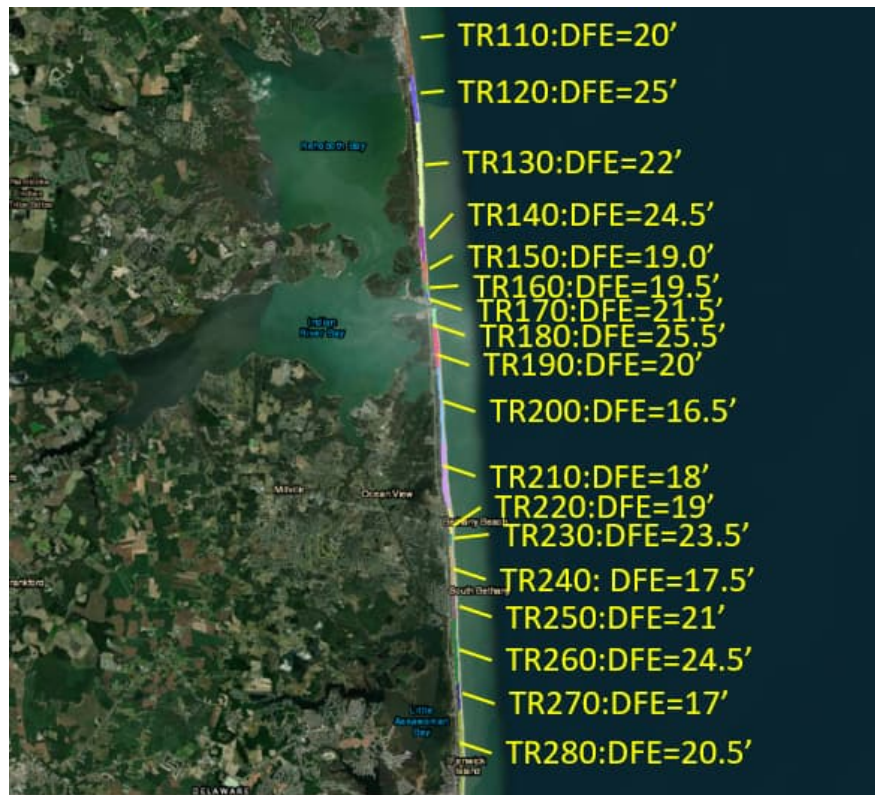 TR110:DFE=20’
TR120:DFE=25’
Rehoboth Bay
TR130:DFE=22’
TR140:DFE=24.5’
TR150:DFE=19.0’
TR160:DFE=19.5’
TR170:DFE=21.5’
Indian
River Bay
TR180:DFE=25.5’
TR190:DFE=20’
TR200:DFE=16.5’
TR210:DFE=18’
Millville
Ocean View
TR220:DFE=19’
Bethany Beach
TR230:DFE=23.5’
TR240: DFE=17.5’
South Bethany
TR250:DFE=21’
TR260:DFE=24.5’
TR270:DFE=17’
Little
Assawoman
Bay
TR280:DFE=20.5’
Island
DELAWARE